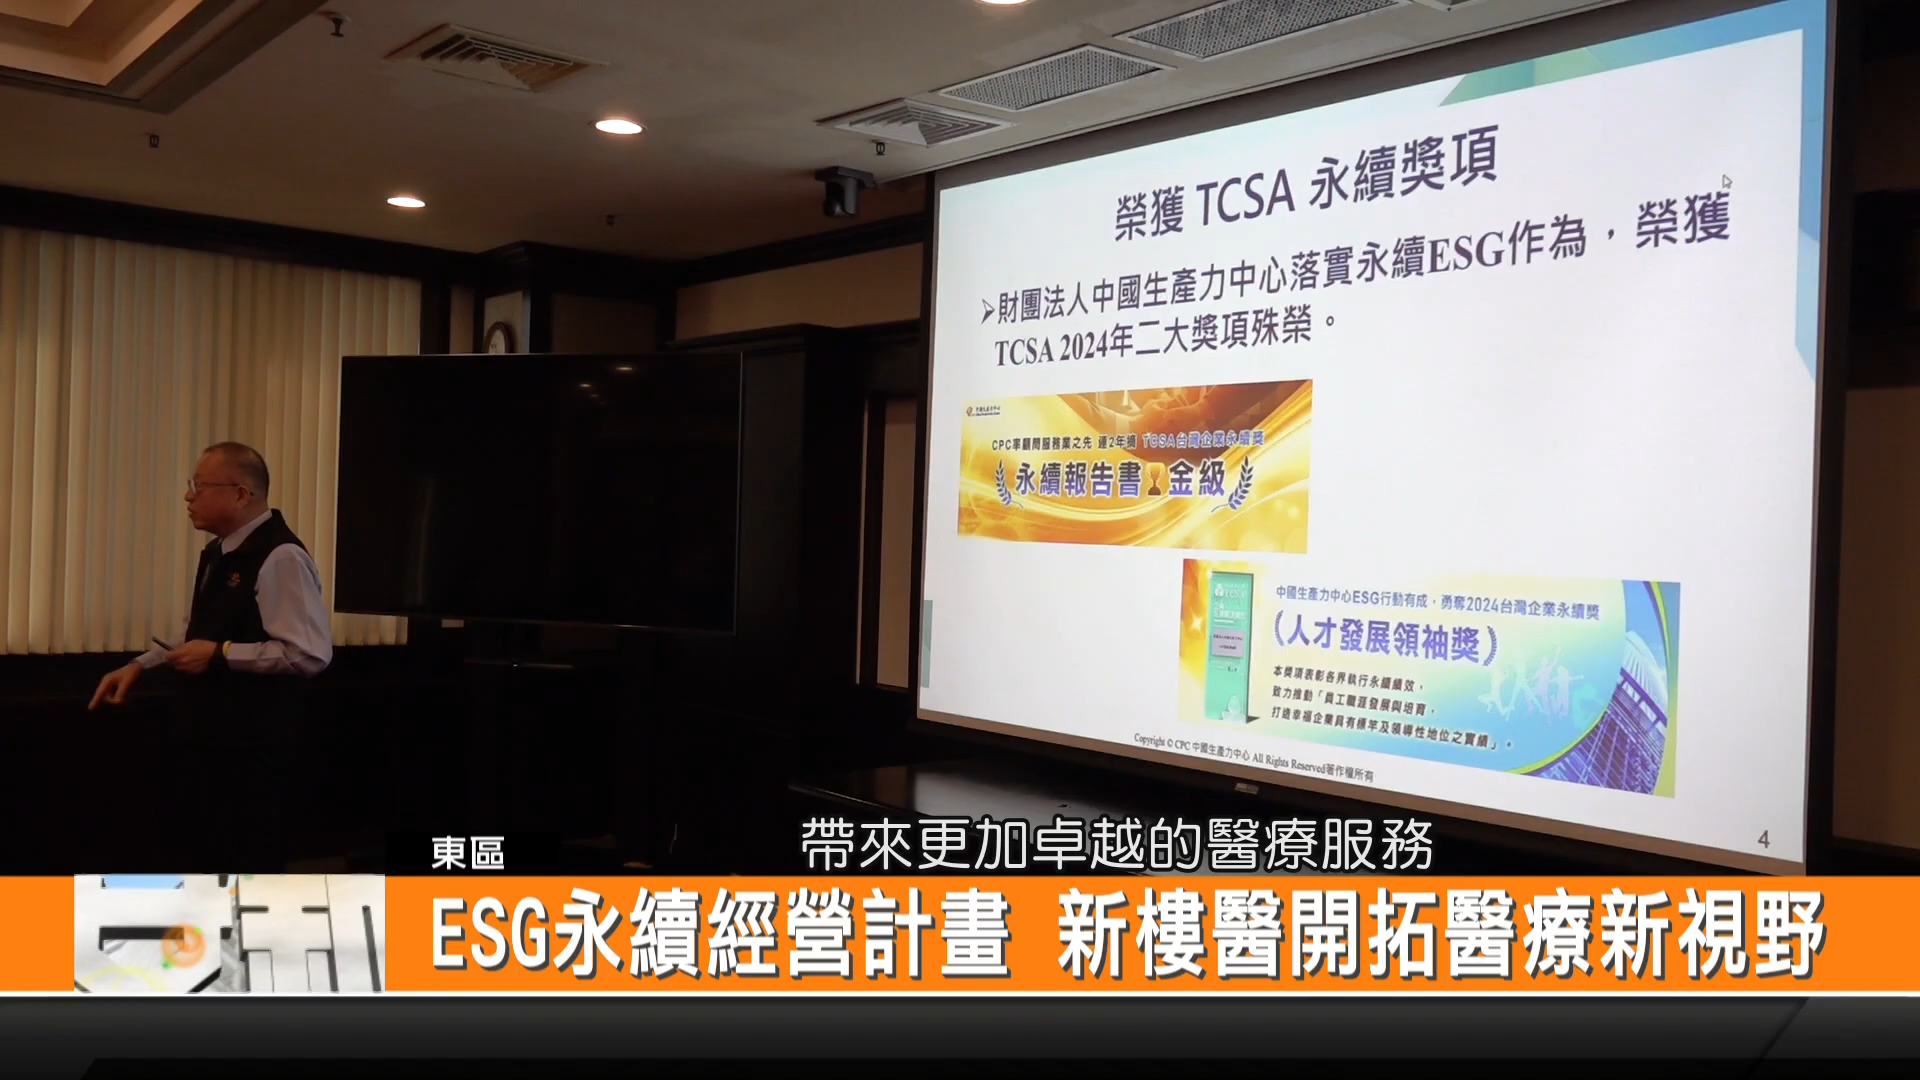 榮獲 TCSA 永續獎項
➢財團法人中國生產力中心落實永續ESG作為，榮獲
TCSA 2024年二大獎項殊榮。
CPC率顧問服務業之先 連2年摘 TCSA台灣企業永續獎
永續報告書 金級
中國生產力中心ESG行動有成，勇奪2024台灣企業永續獎
(人才發展領袖獎)
本獎項表彰各界執行永續績效，
致力推動「員工職涯發展與培育，
打造幸福企業具有標竿及領導性地位之實績」。
Copyright © CPC 中國生產力中心 All Rights Reserved著作權所有
4
帶來更加卓越的醫療服務
東區
ESG永續經營計畫 新樓醫開拓醫療新視野